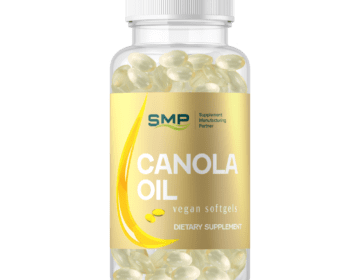 SMP
Supplement
Manufacturing
Partner
CANOLA
OIL
vegan softgels
DIETARY SUPPLEMENT